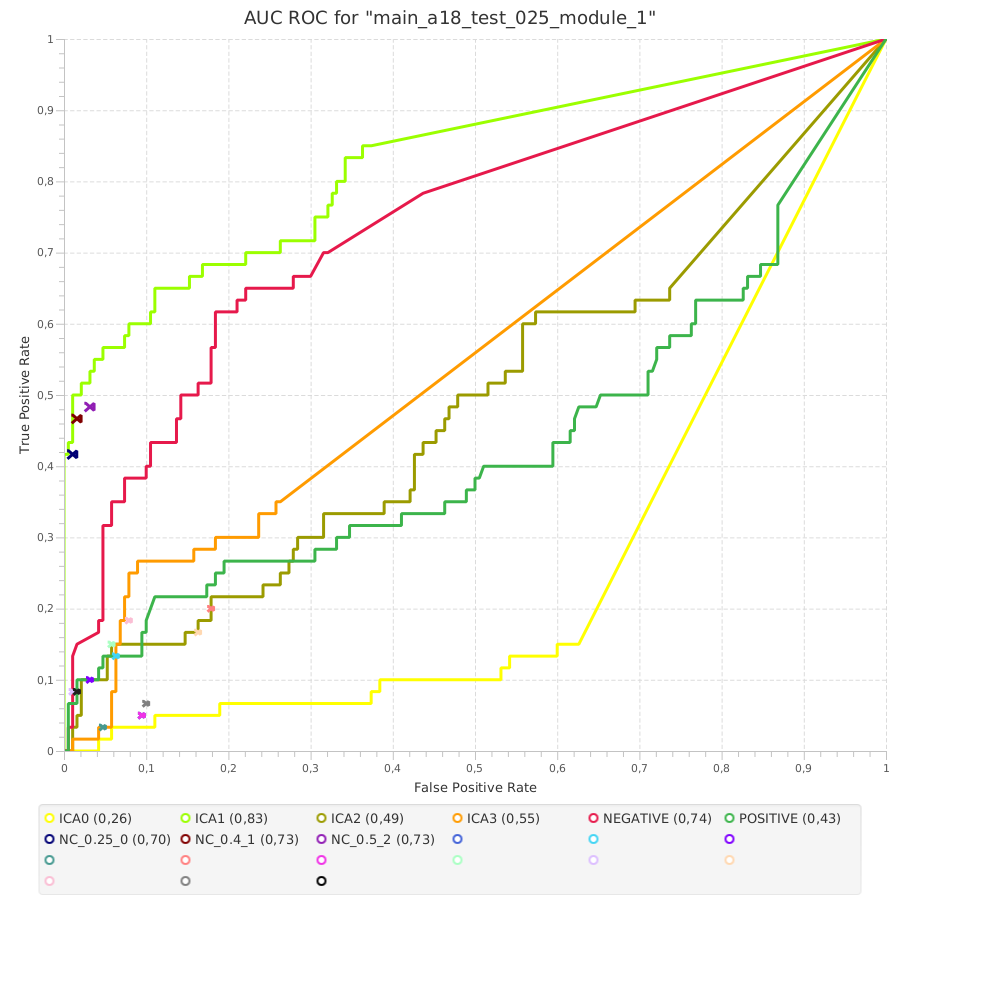 AUC ROC for "main_a18_test_025_module_1"
True Positive Rate
1
0,9
0,8
0,7
0,6
0,5
0,4
0,3
0,2
0,1
0
0 0,1 0,2 0,3 0,4 0,5 0,6 0,7 0,8 0,9 1
False Positive Rate
ICA0 (0,26) ICA1 (0,83) ICA2 (0,49) ICA3 (0,55) NEGATIVE (0,74) POSITIVE (0,43)
NC_0.25_0 (0,70) NC_0.4_1 (0,73) NC_0.5_2 (0,73)